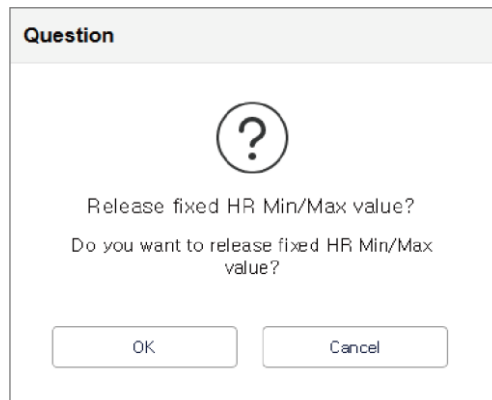 Question
?
Release fixed HR Min/Max value?
Do you want to release fixed HR Min/Max
value?
OK
Cancel